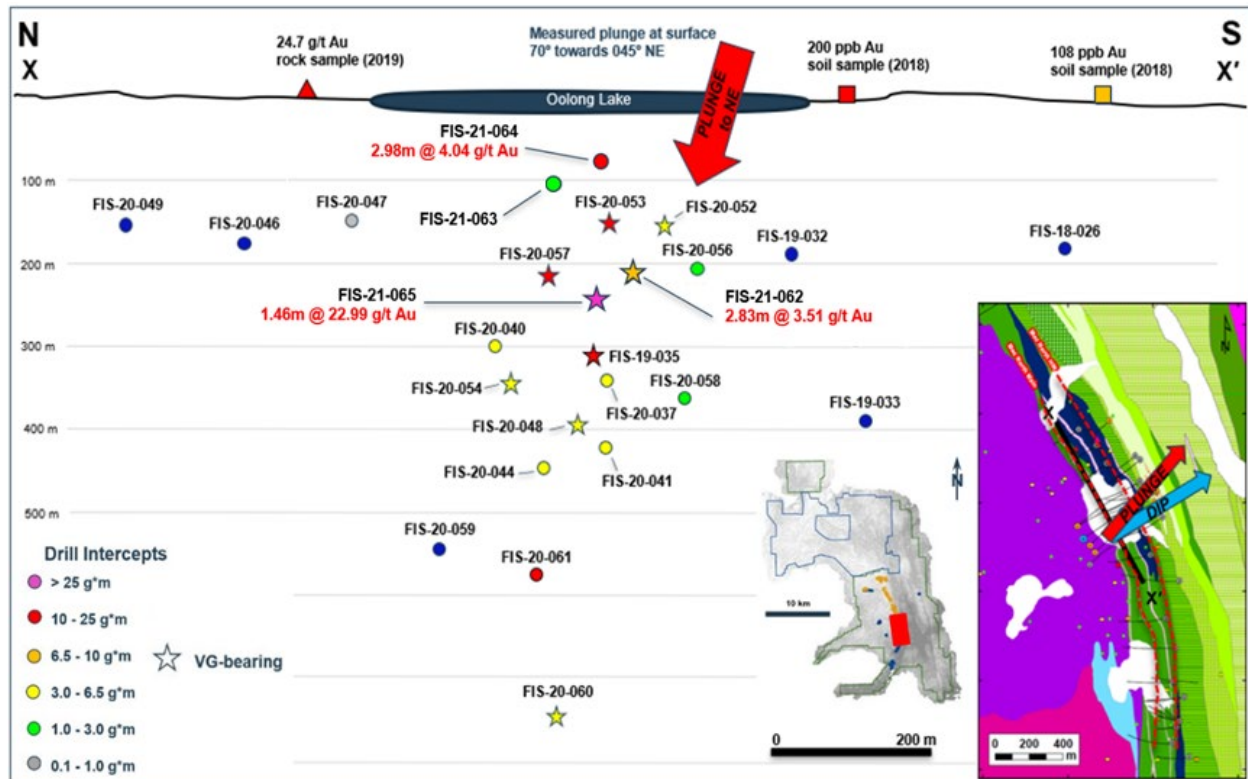 N
X
24.7 g/t Au
rock sample (2019)
Measured plunge at surface
70° towards 045° NE
200 ppb Au
soil sample (2018)
108 ppb Au
soil sample (2018)
S
X'
Oolong Lake
PLUNGE
to NE
FIS-21-064
2.98m @ 4.04 g/t Au
100 m
FIS-20-049
FIS-20-046
FIS-20-047
FIS-21-063
FIS-20-053
FIS-20-052
FIS-19-032
FIS-18-026
FIS-20-057
FIS-20-056
200 m
FIS-21-065
1.46m @ 22.99 g/t Au
FIS-21-062
2.83m @ 3.51 g/t Au
300 m
FIS-20-040
FIS-19-035
FIS-20-054
FIS-20-058
FIS-20-037
FIS-19-033
400 m
FIS-20-048
FIS-20-044
FIS-20-041
500 m
FIS-20-059
FIS-20-061
FIS-20-060
Drill Intercepts
> 25 g*m
10 - 25 g*m
6.5 - 10 g*m
3.0 - 6.5 g*m
1.0 - 3.0 g*m
0.1 - 1.0 g*m
VG-bearing
N
10 km
0 200 m
X
PLUNGE
DIP
X'
0 200 400
m